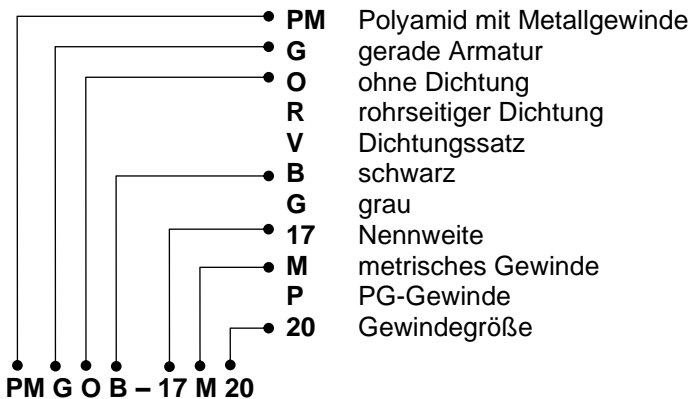 PM Polyamid mit Metallgewinde
G gerade Armatur
O ohne Dichtung
R rohrseitiger Dichtung
V Dichtungssatz
B schwarz
G grau
17 Nennweite
M metrisches Gewinde
P PG-Gewinde
20 Gewindegröße
PM G O B – 17 M 20